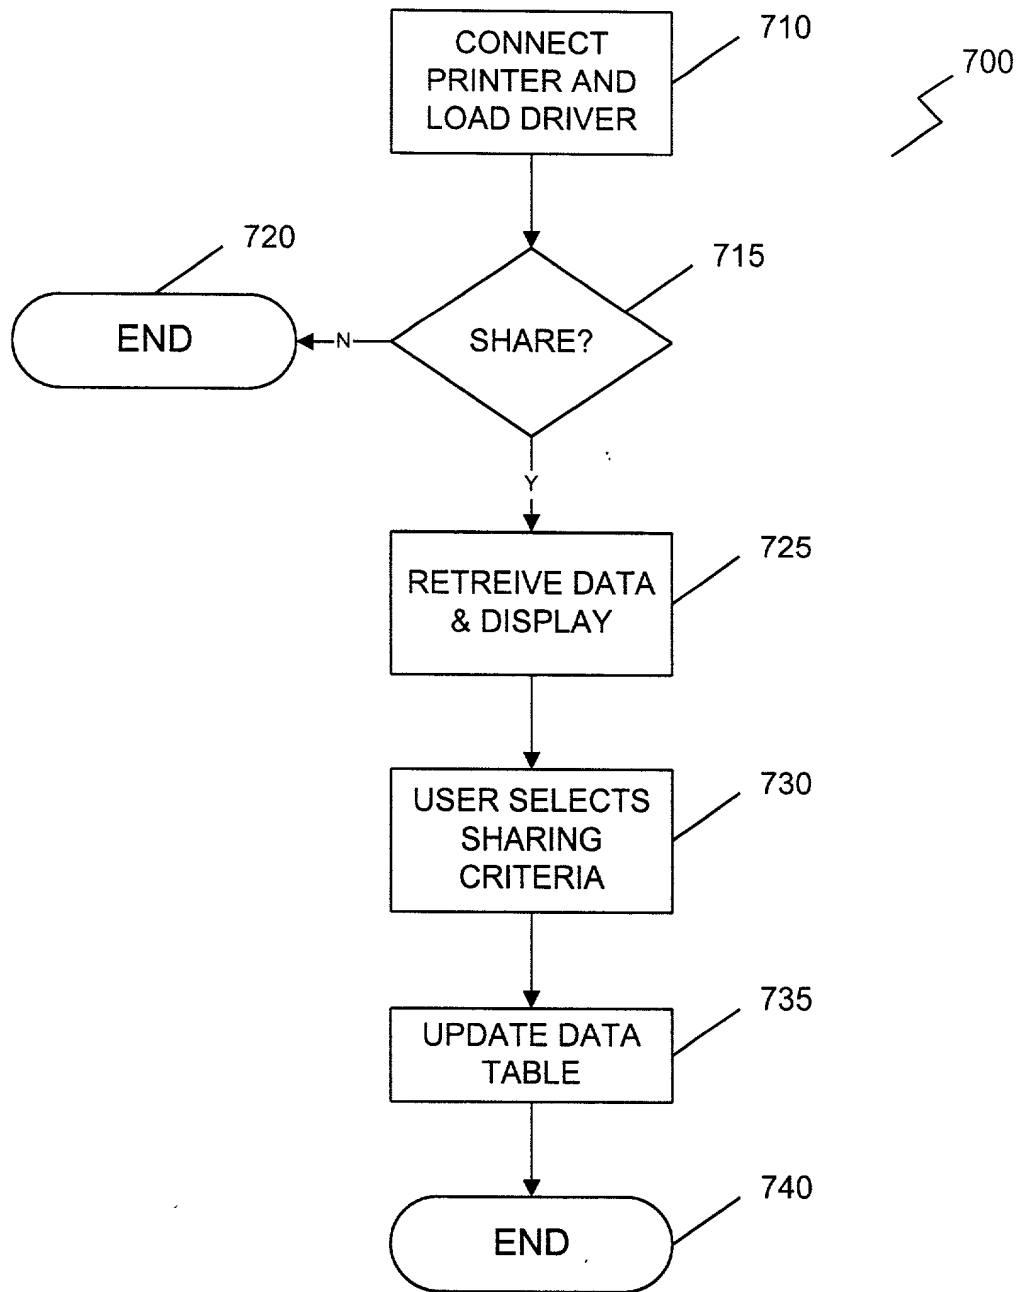 CONNECT
PRINTER AND
LOAD DRIVER
710
700
720
END
N
SHARE?
715
Y
RETREIVE DATA
& DISPLAY
725
USER SELECTS
SHARING
CRITERIA
730
UPDATE DATA
TABLE
735
END
740